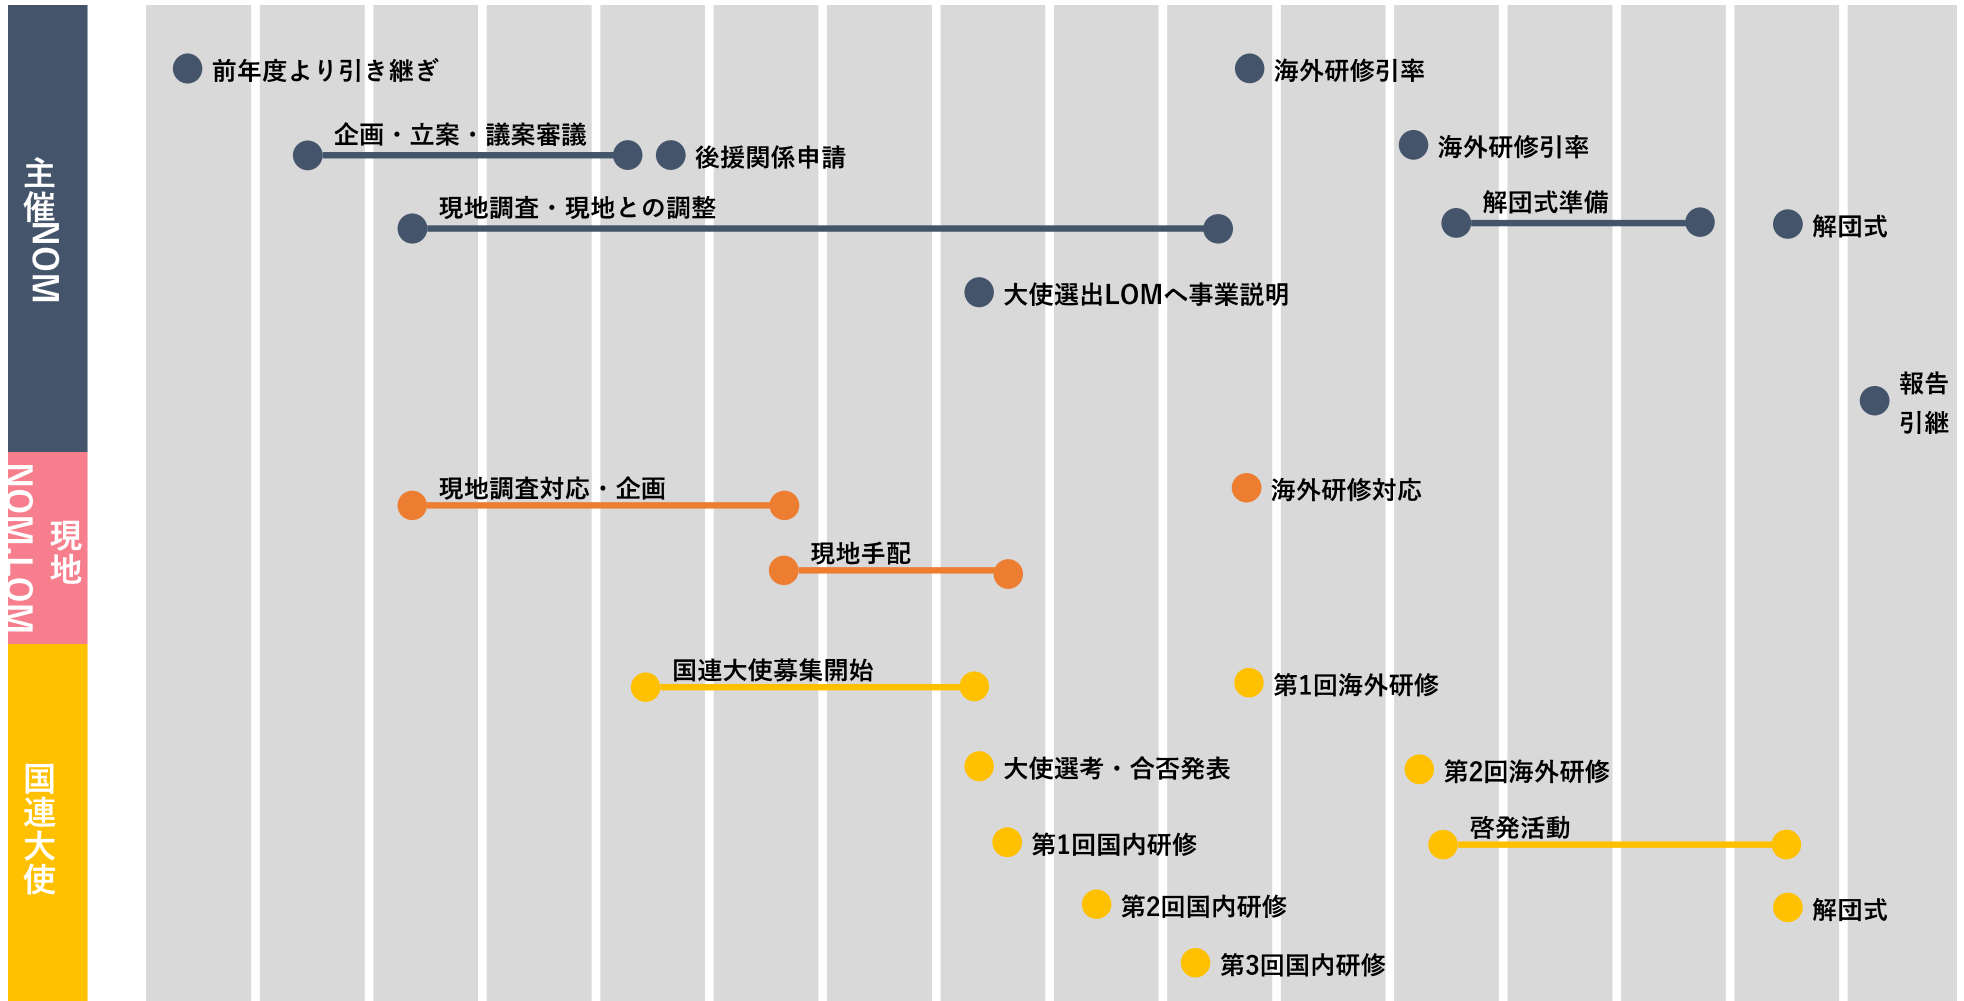 主催NOM
前年度より引き継ぎ
海外研修引率
企画・立案・議案審議
後援関係申請
海外研修引率
現地調査・現地との調整
解団式準備
解団式
大使選出LOMへ事業説明
報告
引継
現地
NOM.LOM
現地調査対応・企画
海外研修対応
現地手配
国連大使
国連大使募集開始
第1回海外研修
大使選考・合否発表
第2回海外研修
第1回国内研修
啓発活動
第2回国内研修
解団式
第3回国内研修